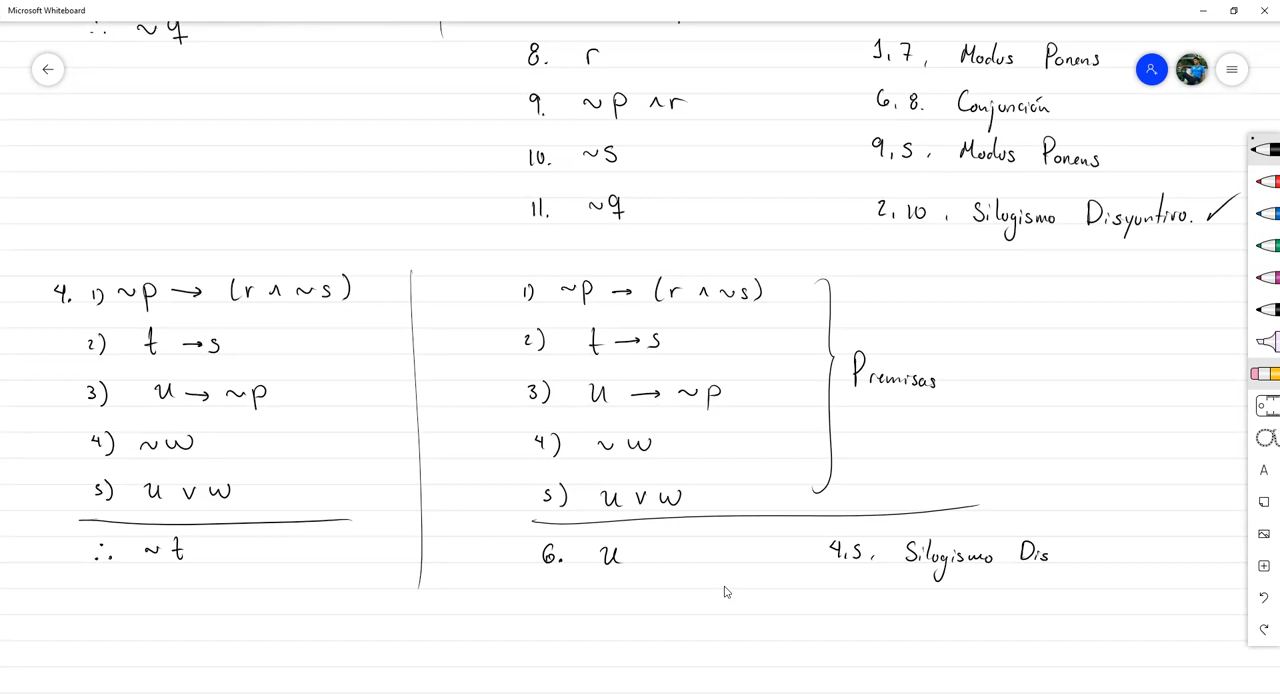 Microsoft Whiteboard
∴ ~q
8. r 1,7, Modus Ponens
9. ~p ∧ r 6,8. Conjunción
10. ~s 9,5. Modus Ponens
11. ~q 2,10. Silogismo Disyuntivo. ✓
4. 1) ~p → (r ∧ ~s)
2) t → s
3) u → ~p
4) ~w
5) u ∨ w
∴ ~t
1) ~p → (r ∧ ~s)
2) t → s
3) u → ~p
4) ~w
5) u ∨ w
Premisas
6. u 4,5. Silogismo Dis
A